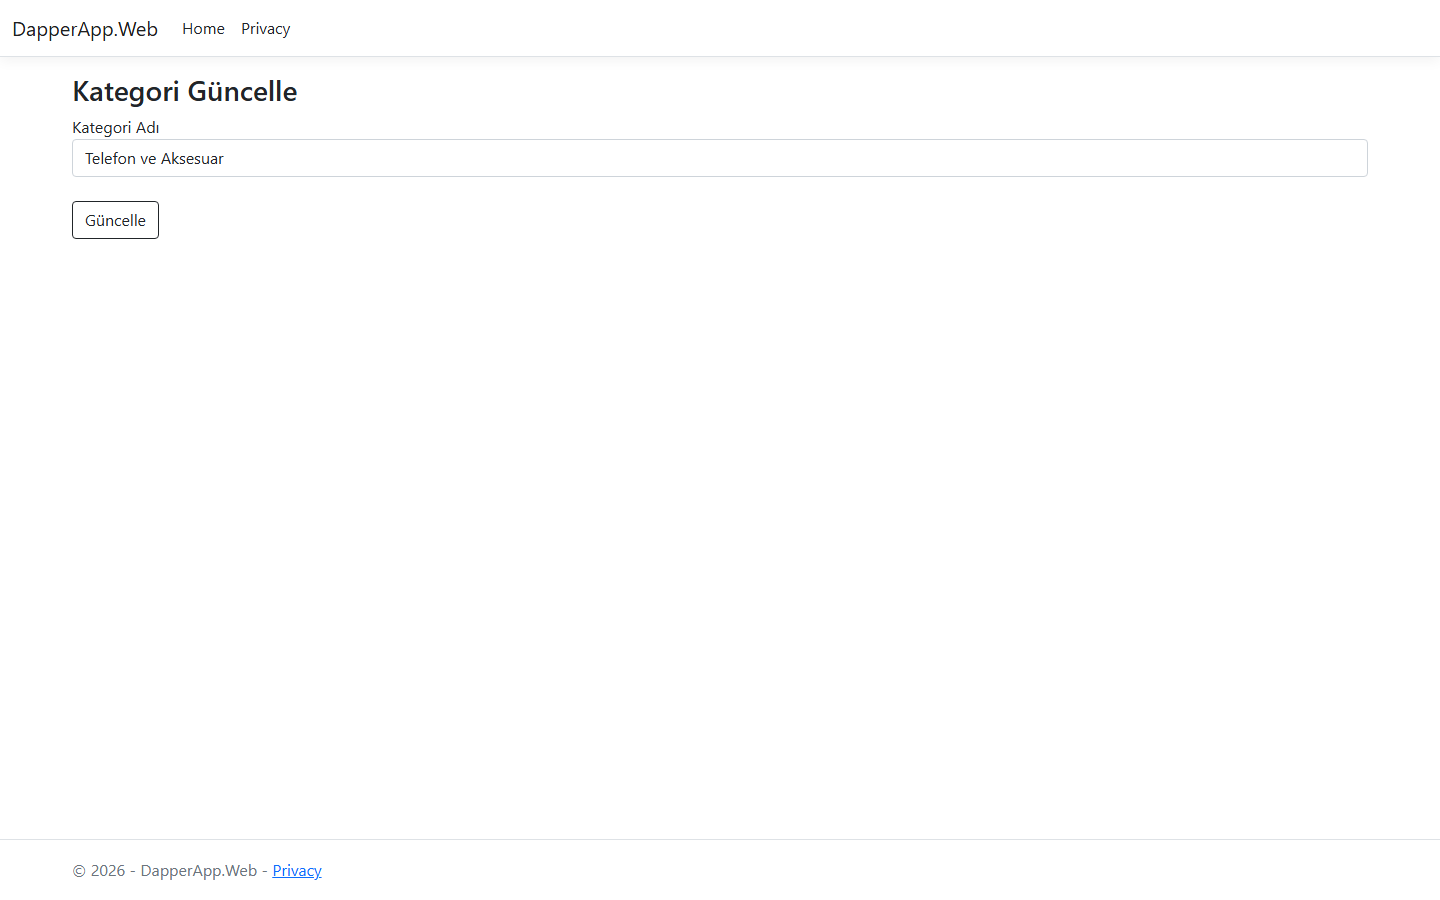 DapperApp.Web Home Privacy
Kategori Güncelle
Kategori Adı
Telefon ve Aksesuar
Güncelle
© 2026 - DapperApp.Web - Privacy